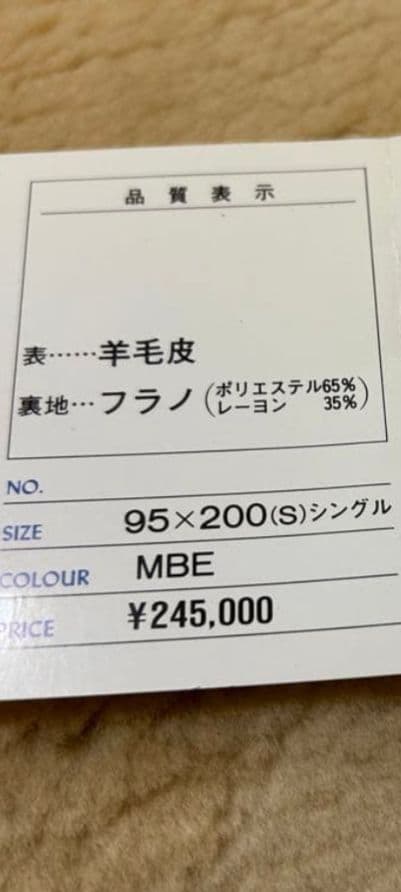 品質表示
表……羊毛皮
裏地…フラノ(ポリエステル65%
レーヨン 35%)
NO.
SIZE 95×200(S)シングル
COLOUR MBE
PRICE ¥245,000